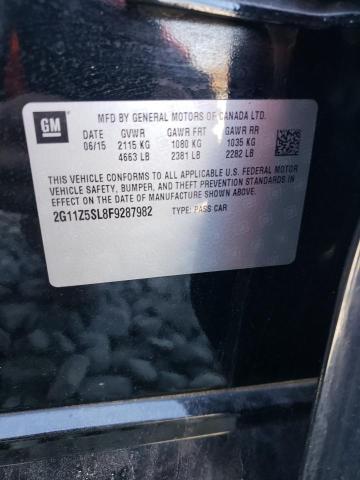 GM
MFD BY GENERAL MOTORS OF CANADA LTD.
DATE GVWR GAWR FRT GAWR RR
06/15 2115 KG 1080 KG 1035 KG
4663 LB 2381 LB 2282 LB
THIS VEHICLE CONFORMS TO ALL APPLICABLE U.S. FEDERAL MOTOR
VEHICLE SAFETY, BUMPER, AND THEFT PREVENTION STANDARDS
IN EFFECT ON THE DATE OF MANUFACTURE SHOWN ABOVE.
2G11Z5SL8F9287982 TYPE: PASS CAR